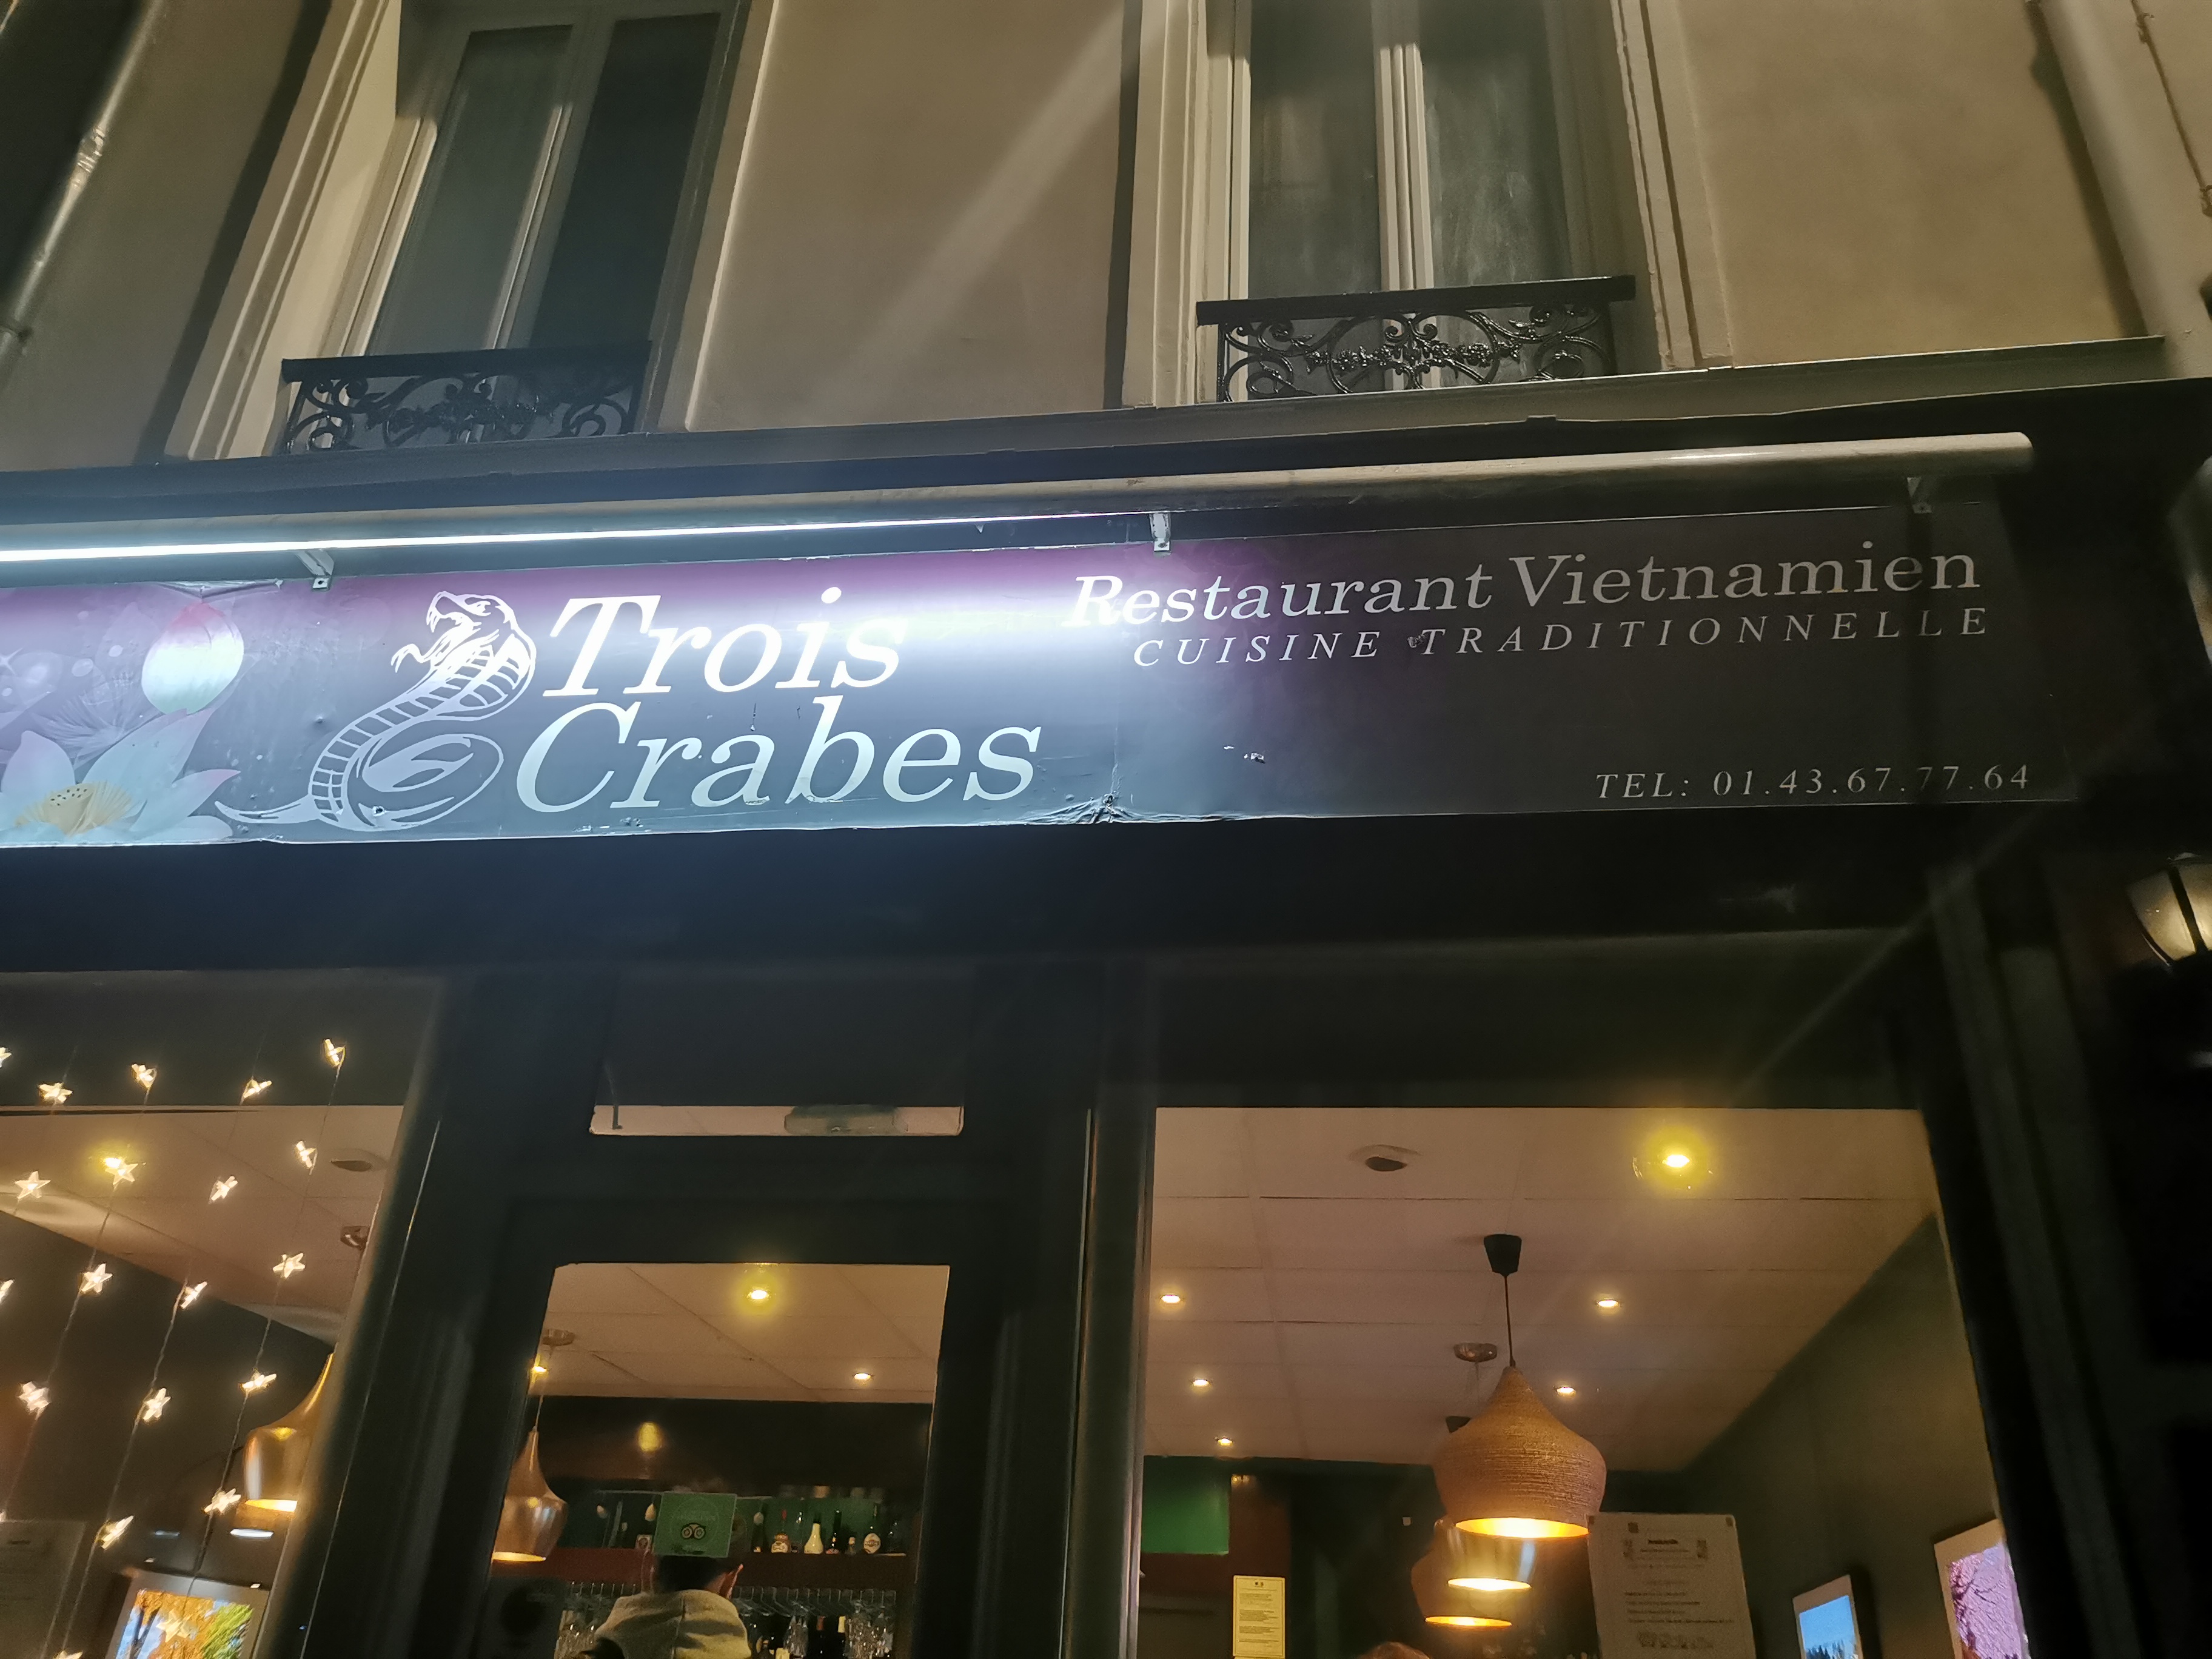 Trois
Crabes
Restaurant Vietnamien
CUISINE TRADITIONNELLE
TEL: 01.43.67.77.64